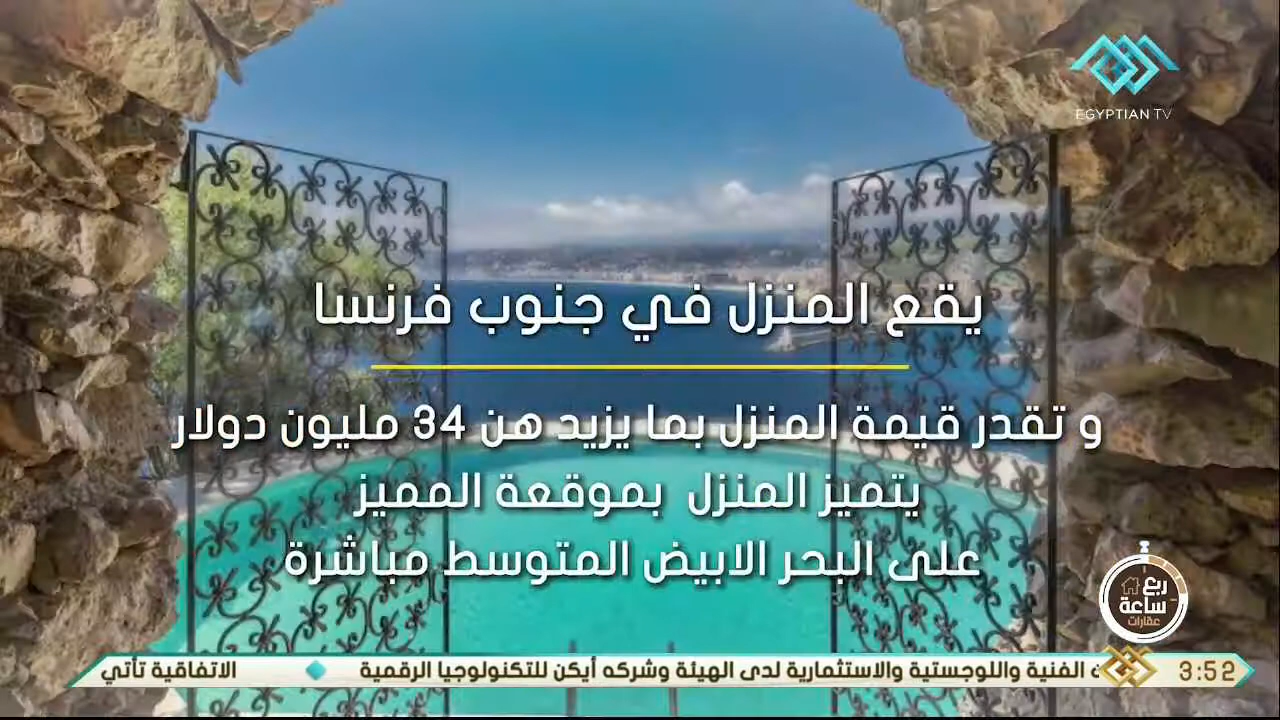 EGYPTIAN TV
يقع المنزل في جنوب فرنسا
و تقدر قيمة المنزل بما يزيد هن 34 مليون دولار
يتميز المنزل بموقعة المميز
على البحر الابيض المتوسط مباشرة
ربع
ساعة
عقارات
الفنية واللوجستية والاستثمارية لدى الهيئة وشركه أيكن للتكنولوجيا الرقمية الاتفاقية تأتي
3:52